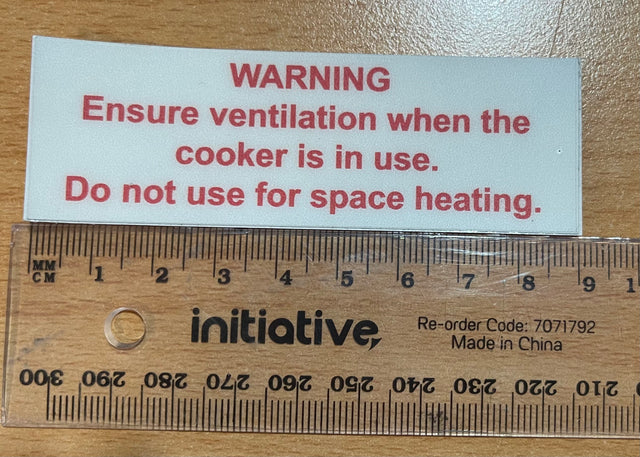 WARNING
Ensure ventilation when the
cooker is in use.
Do not use for space heating.
MM
CM
1 2 3 4 5 6 7 8 9 1
initiative
Re-order Code: 7071792
Made in China
300 290 280 270 260 250 240 230 220 210